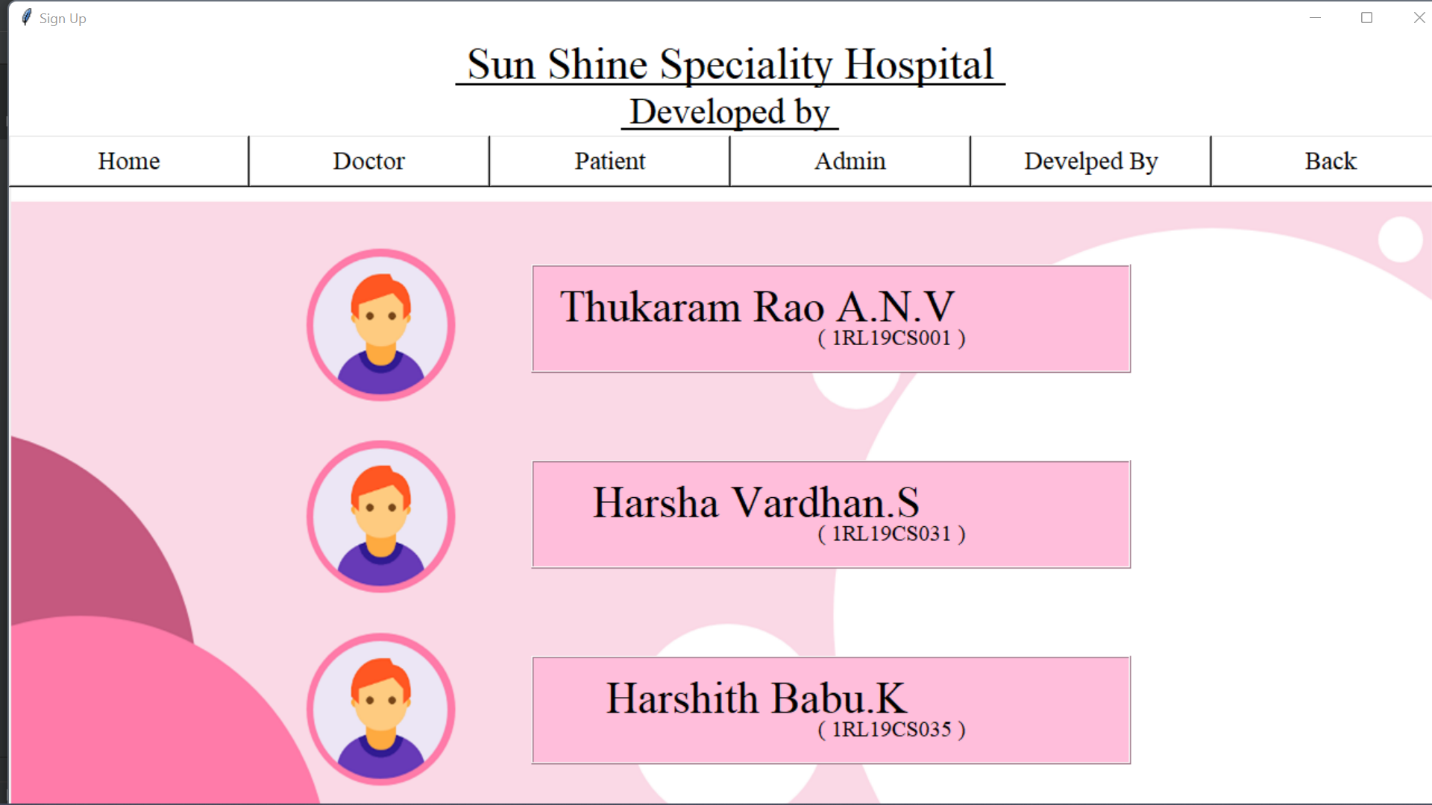 Sign Up
Sun Shine Speciality Hospital
Developed by
Home Doctor Patient Admin Develped By Back
Thukaram Rao A.N.V
( 1RL19CS001 )
Harsha Vardhan.S
( 1RL19CS031 )
Harshith Babu.K
( 1RL19CS035 )